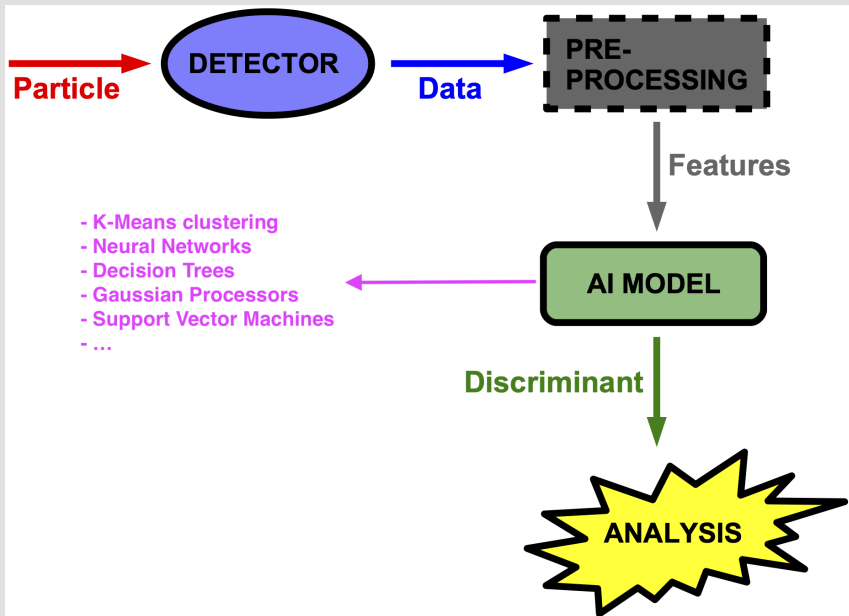 DETECTOR
PRE-
PROCESSING
Particle
Data
Features
- K-Means clustering
- Neural Networks
- Decision Trees
- Gaussian Processors
- Support Vector Machines
- ...
AI MODEL
Discriminant
ANALYSIS